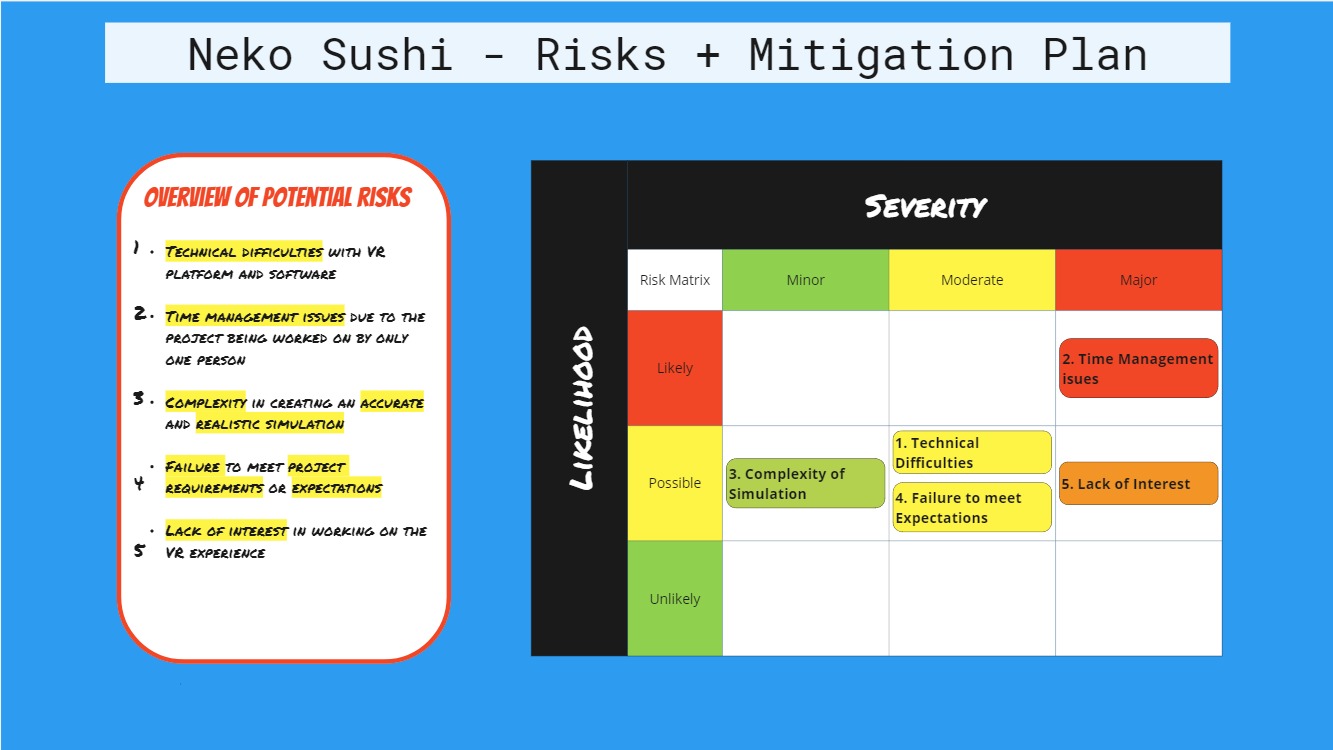 Neko Sushi - Risks + Mitigation Plan
Overview of Potential Risks
1. Technical difficulties with VR
platform and software
2. Time management issues due to the
project being worked on by only
one person
3. Complexity in creating an accurate
and realistic simulation
· Failure to meet project
4 requirements or expectations
· Lack of interest in working on the
5 VR experience
Severity
Likelihood
Risk Matrix Minor Moderate Major
Likely
2. Time Management
isues
Possible
3. Complexity of
Simulation
1. Technical
Difficulties
4. Failure to meet
Expectations
5. Lack of Interest
Unlikely